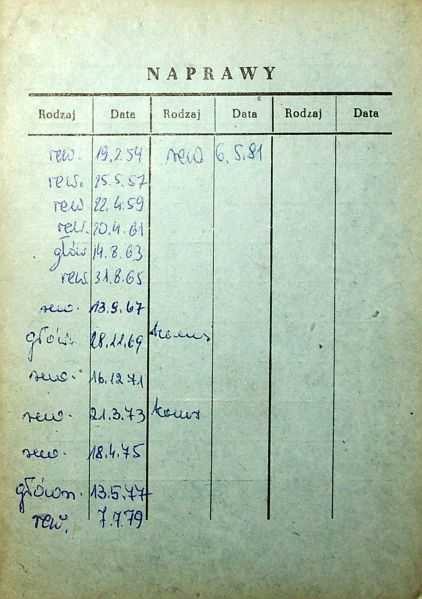 NAPRAWY
Rodzaj Data Rodzaj Data Rodzaj Data
rew. 19.2.54 rew 6.5.81
rew. 25.5.57
rew 22.4.59
rew. 20.4.61
głów 14.8.63
rew. 31.8.65
rew. 13.9.67
głów. 28.11.69
rew. 16.12.71
rew. 21.3.73
rew. 18.4.75
główn. 13.5.77
rew. 7.7.79